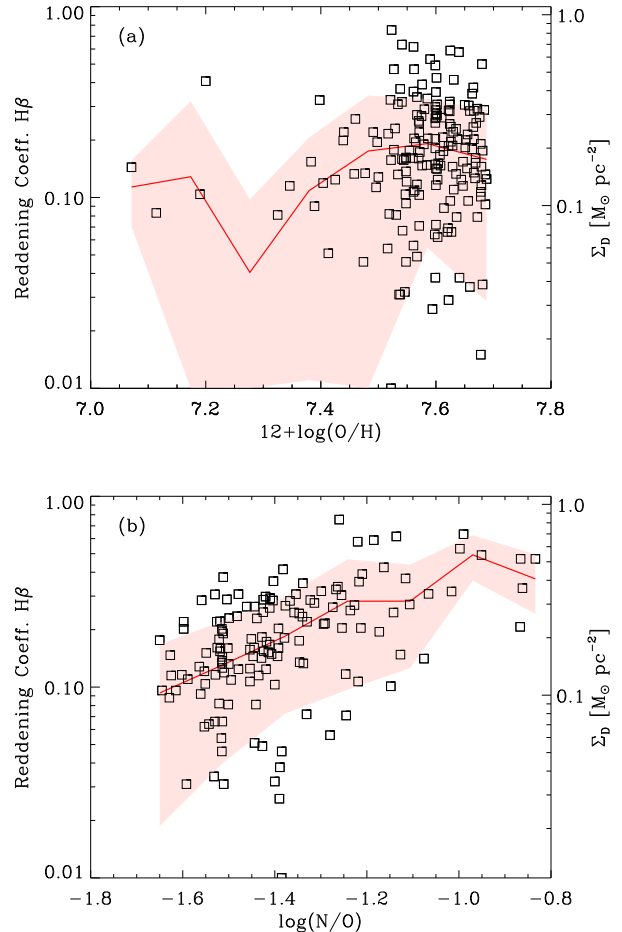 (a)
1.00
0.10
0.01
Reddening Coeff. Hβ
1.0
0.1
Σ_D [M⊙ pc⁻²]
7.0 7.2 7.4 7.6 7.8
12+log(O/H)
(b)
1.00
0.10
0.01
Reddening Coeff. Hβ
1.0
0.1
Σ_D [M⊙ pc⁻²]
−1.8 −1.6 −1.4 −1.2 −1.0 −0.8
log(N/O)